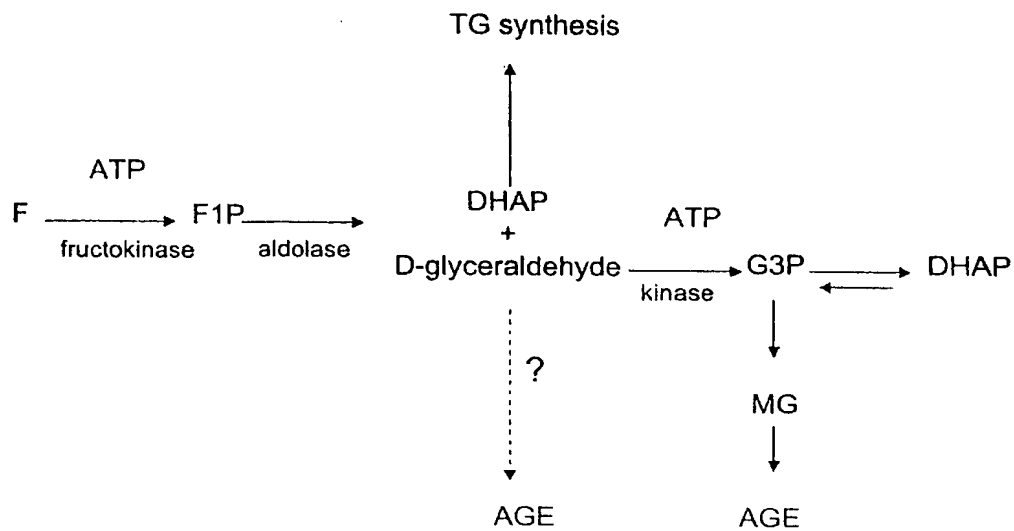 TG synthesis
ATP
DHAP
ATP
F
F1P
+
fructokinase
aldolase
D-glyceraldehyde
G3P
DHAP
kinase
?
MG
AGE
AGE